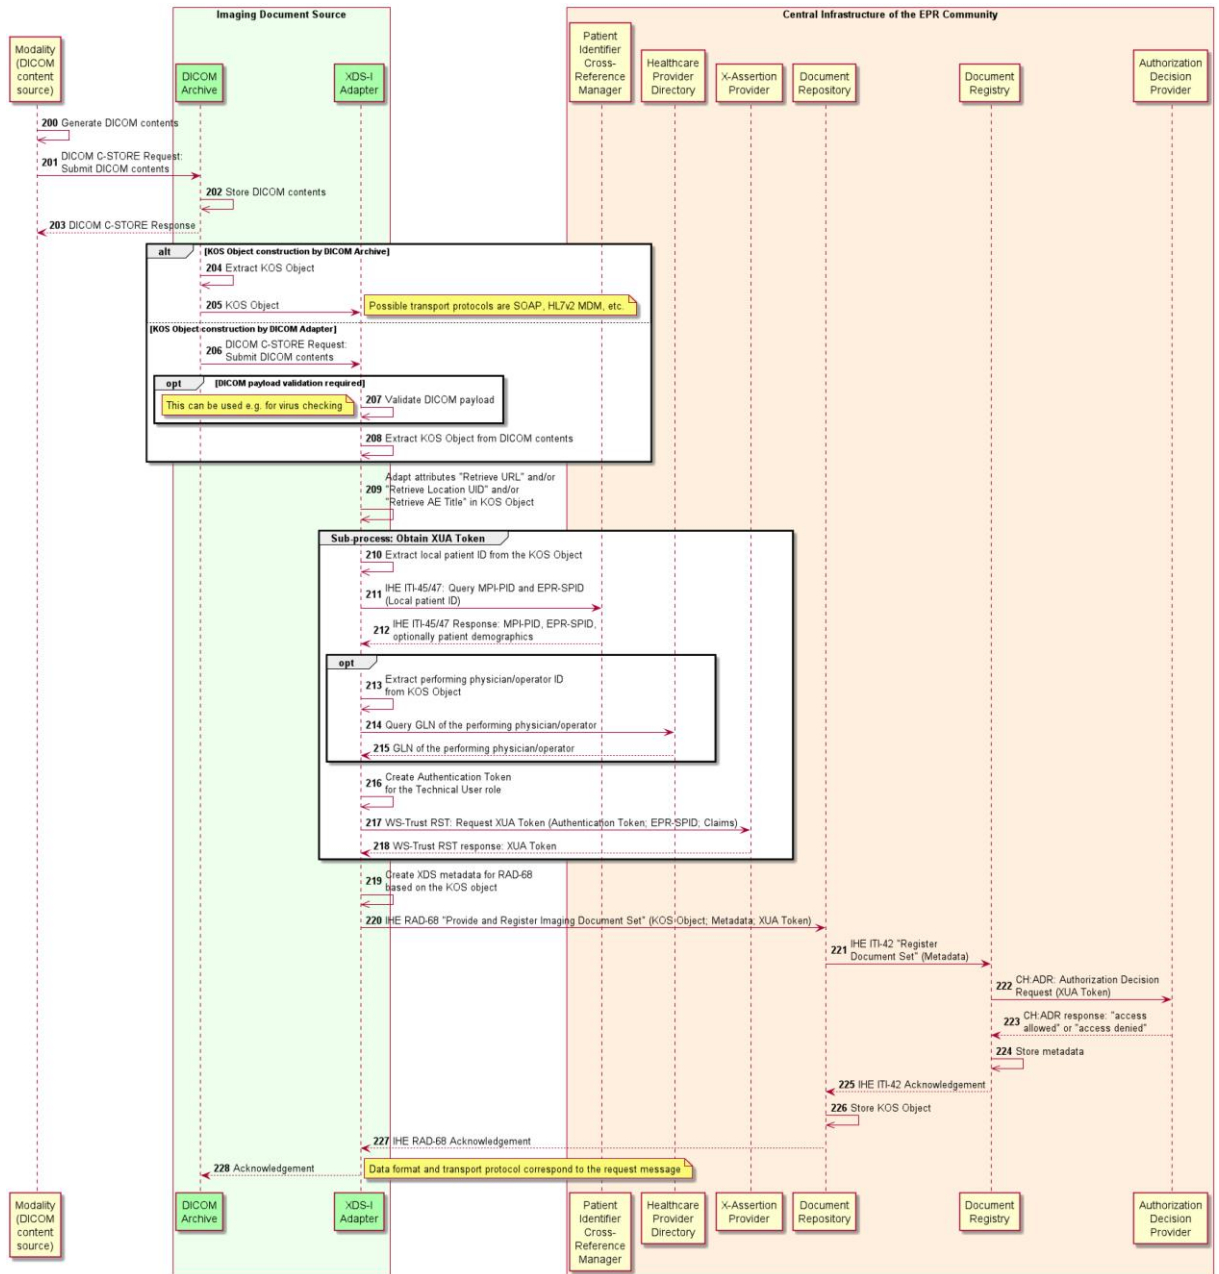 Imaging Document Source
Central Infrastructure of the EPR Community
Modality
(DICOM
content
source)
DICOM
Archive
XDS-I
Adapter
Patient
Identifier
Cross-
Reference
Manager
Healthcare
Provider
Directory
X-Assertion
Provider
Document
Repository
Document
Registry
Authorization
Decision
Provider
200 Generate DICOM contents
201 DICOM C-STORE Request:
Submit DICOM contents
202 Store DICOM contents
203 DICOM C-STORE Response
alt [KOS Object construction by DICOM Archive]
204 Extract KOS Object
205 KOS Object
Possible transport protocols are SOAP, HL7v2 MDM, etc.
[KOS Object construction by DICOM Adapter]
206 DICOM C-STORE Request:
Submit DICOM contents
opt [DICOM payload validation required]
This can be used e.g. for virus checking
207 Validate DICOM payload
208 Extract KOS Object from DICOM contents
209 Adapt attributes "Retrieve URL" and/or
"Retrieve Location UID" and/or
"Retrieve AE Title" in KOS Object
Sub-process: Obtain XUA Token
210 Extract local patient ID from the KOS Object
211 IHE ITI-45/47: Query MPI-PID and EPR-SPID
(Local patient ID)
212 IHE ITI-45/47 Response: MPI-PID, EPR-SPID,
optionally patient demographics
opt
213 Extract performing physician/operator ID
from KOS Object
214 Query GLN of the performing physician/operator
215 GLN of the performing physician/operator
216 Create Authentication Token
for the Technical User role
217 WS-Trust RST: Request XUA Token (Authentication Token; EPR-SPID; Claims)
218 WS-Trust RST response: XUA Token
219 Create XDS metadata for RAD-68
based on the KOS object
220 IHE RAD-68 "Provide and Register Imaging Document Set" (KOS Object; Metadata; XUA Token)
221 IHE ITI-42 "Register
Document Set" (Metadata)
222 CH:ADR: Authorization Decision
Request (XUA Token)
223 CH:ADR response: "access
allowed" or "access denied"
224 Store metadata
225 IHE ITI-42 Acknowledgement
226 Store KOS Object
227 IHE RAD-68 Acknowledgement
228 Acknowledgement
Data format and transport protocol correspond to the request message
Modality
(DICOM
content
source)
DICOM
Archive
XDS-I
Adapter
Patient
Identifier
Cross-
Reference
Manager
Healthcare
Provider
Directory
X-Assertion
Provider
Document
Repository
Document
Registry
Authorization
Decision
Provider